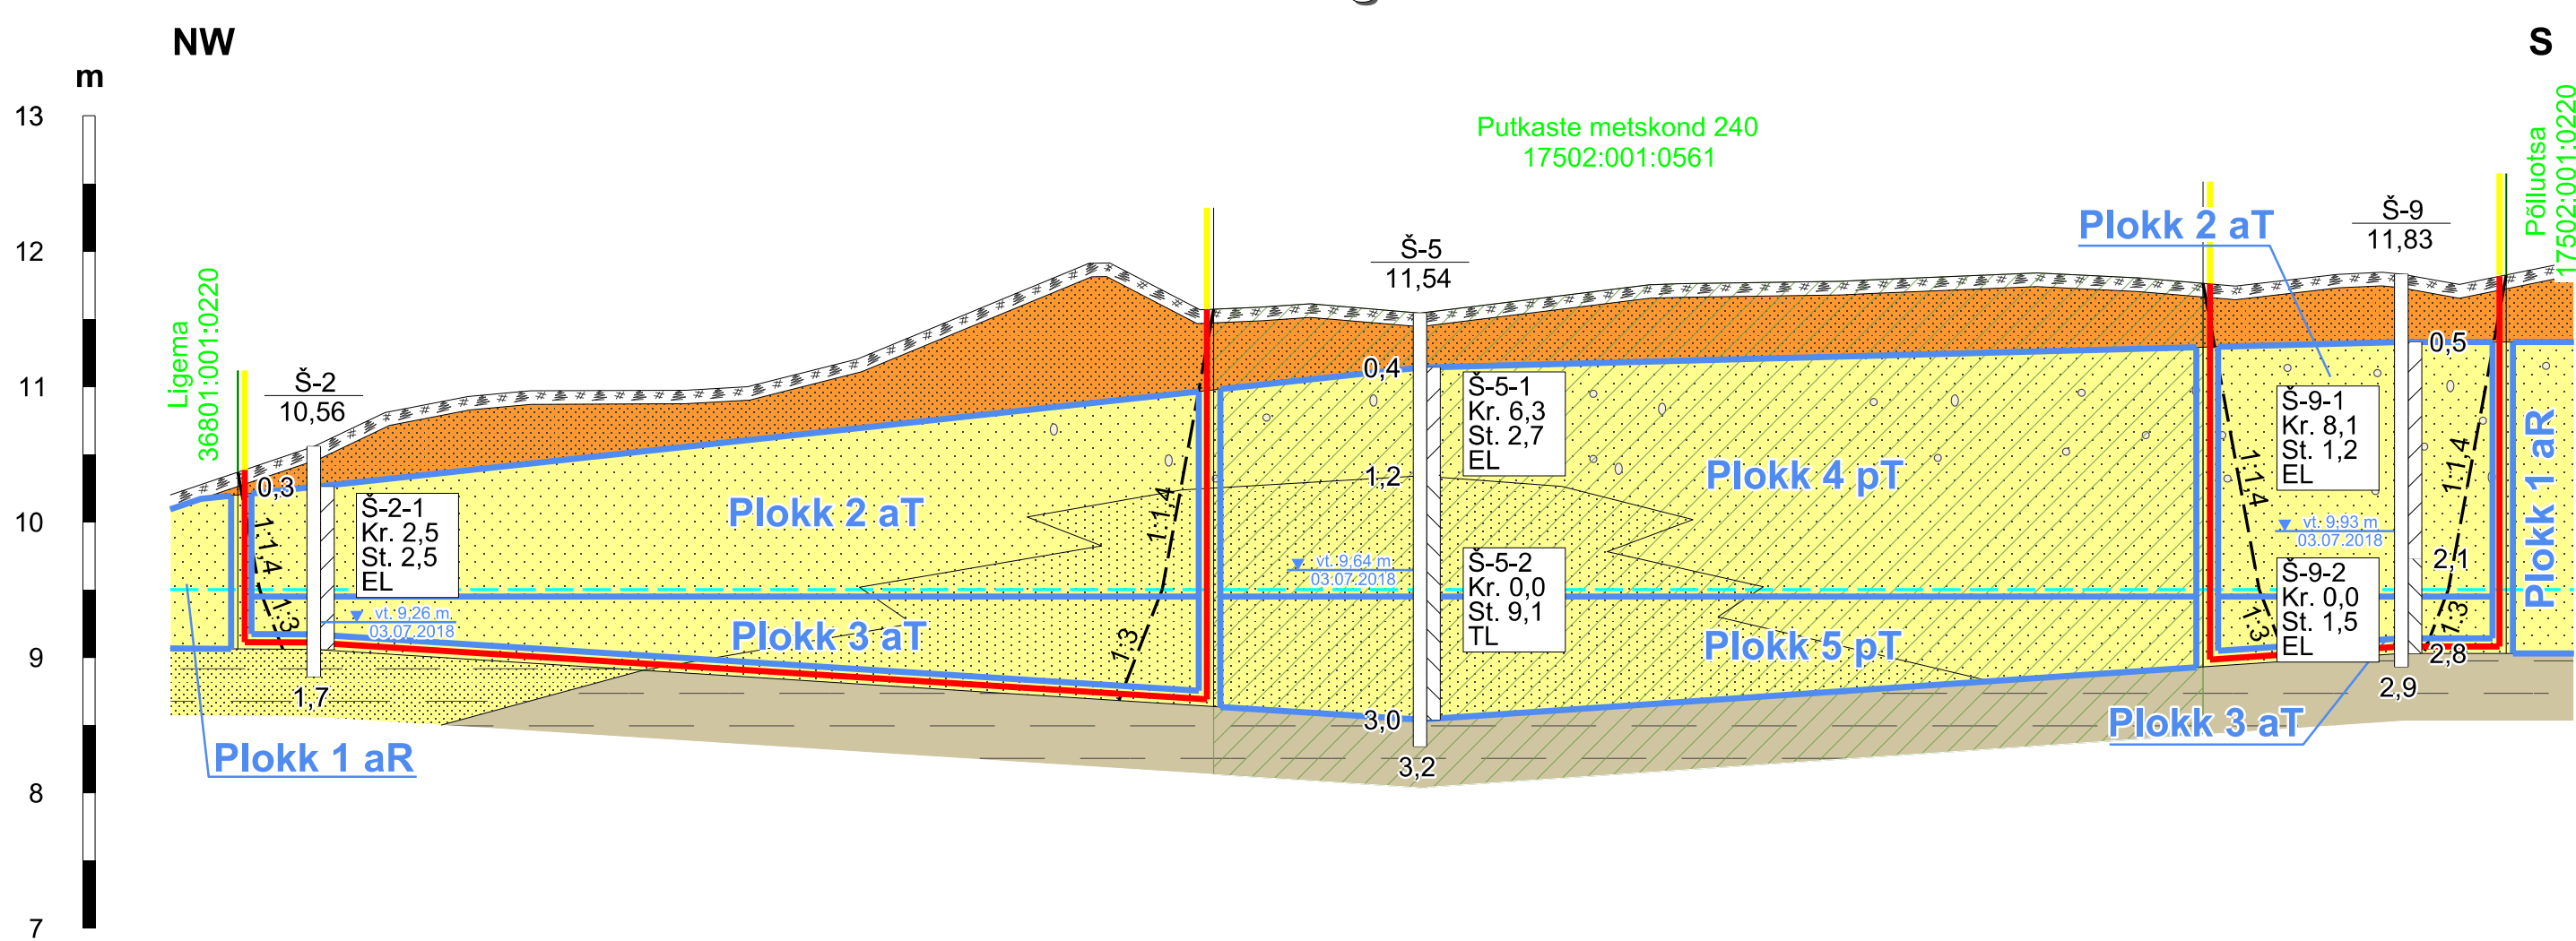 NW
S
m
13
12
11
10
9
8
7
Ligema
36801:001:0220
Š-2
10,56
0,3
1:1,4
1:3
Š-2-1
Kr. 2,5
St. 2,5
EL
vt. 9,26 m
03.07.2018
1,7
Plokk 1 aR
Plokk 2 aT
Plokk 3 aT
1:1,4
1:3
Š-5
11,54
0,4
1,2
3,0
3,2
Š-5-1
Kr. 6,3
St. 2,7
EL
vt. 9,64 m
03.07.2018
Š-5-2
Kr. 0,0
St. 9,1
TL
Putkaste metskond 240
17502:001:0561
Plokk 4 pT
Plokk 5 pT
Plokk 2 aT
Š-9
11,83
0,5
1:1,4
1:3
Š-9-1
Kr. 8,1
St. 1,2
EL
vt. 9,93 m
03.07.2018
Š-9-2
Kr. 0,0
St. 1,5
EL
1:1,4
2,1
1:3
2,8
2,9
Plokk 3 aT
Plokk 1 aR
Põlluotsa
17502:001:0220